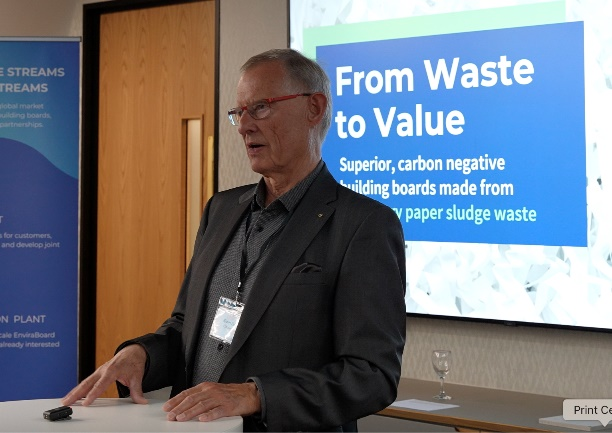 E STREAMS
TREAMS
global market
building boards,
partnerships.
T
s for customers,
and develop joint
ON PLANT
cale EnviraBoard
already interested
From Waste
to Value
Superior, carbon negative
building boards made from
y paper sludge waste
Print Ce